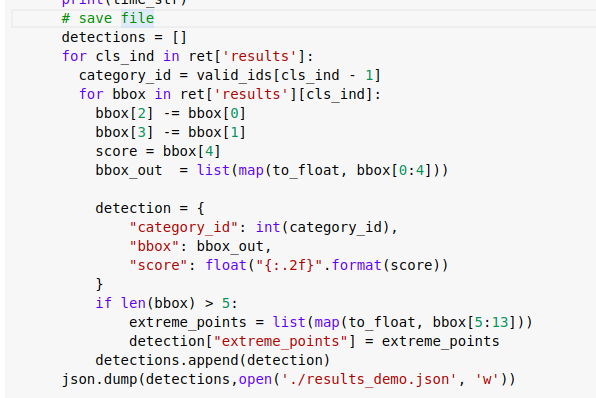 print(time_str)
# save file
detections = []
for cls_ind in ret['results']:
  category_id = valid_ids[cls_ind - 1]
  for bbox in ret['results'][cls_ind]:
    bbox[2] -= bbox[0]
    bbox[3] -= bbox[1]
    score = bbox[4]
    bbox_out  = list(map(to_float, bbox[0:4]))
    detection = {
        "category_id": int(category_id),
        "bbox": bbox_out,
        "score": float("{:.2f}".format(score))
    }
    if len(bbox) > 5:
        extreme_points = list(map(to_float, bbox[5:13]))
        detection["extreme_points"] = extreme_points
    detections.append(detection)
json.dump(detections,open('./results_demo.json', 'w'))